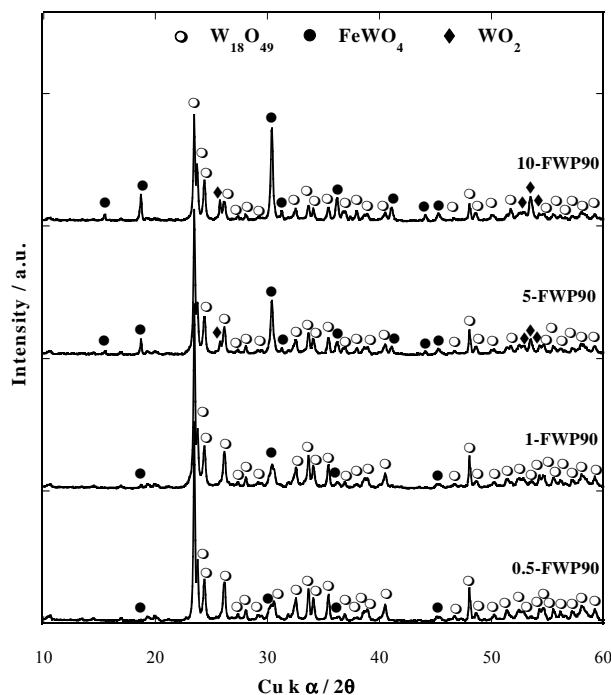 W18O49 FeWO4 WO2
10-FWP90
5-FWP90
1-FWP90
0.5-FWP90
Intensity / a.u.
10 20 30 40 50 60
Cu k α / 2θ